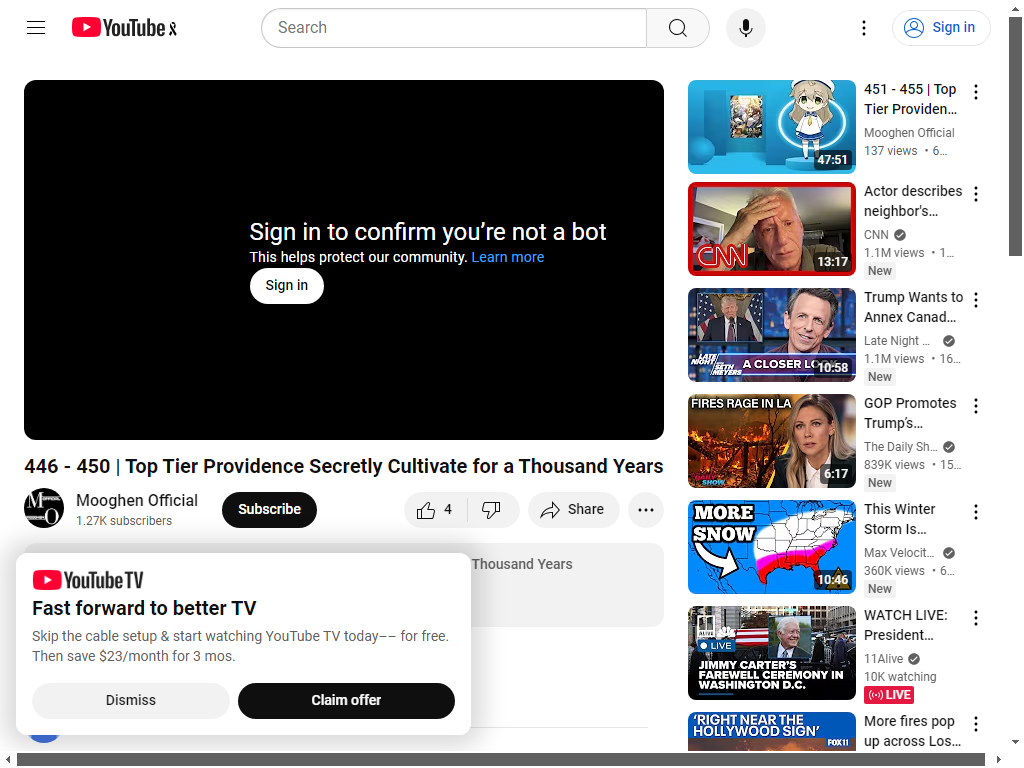 YouTube
Search
Sign in
Sign in to confirm you’re not a bot
This helps protect our community. Learn more
Sign in
446 - 450 | Top Tier Providence Secretly Cultivate for a Thousand Years
Mooghen Official
1.27K subscribers
Subscribe
4
Share
Thousand Years
YouTube TV
Fast forward to better TV
Skip the cable setup & start watching YouTube TV today–– for free.
Then save $23/month for 3 mos.
Dismiss
Claim offer
47:51
451 - 455 | Top
Tier Providen...
Mooghen Official
137 views • 6...
CNN
13:17
Actor describes
neighbor's...
CNN
1.1M views • 1...
New
LATE NIGHT
SETH MEYERS
A CLOSER LOOK
10:58
Trump Wants to
Annex Canad...
Late Night ...
1.1M views • 16...
New
FIRES RAGE IN LA
6:17
GOP Promotes
Trump’s...
The Daily Sh...
839K views • 15...
New
MORE
SNOW
10:46
This Winter
Storm Is...
Max Velocit...
360K views • 6...
New
LIVE
JIMMY CARTER'S
FAREWELL CEREMONY IN
WASHINGTON D.C.
WATCH LIVE:
President...
11Alive
10K watching
LIVE
'RIGHT NEAR THE
HOLLYWOOD SIGN'
FOX11
More fires pop
up across Los...